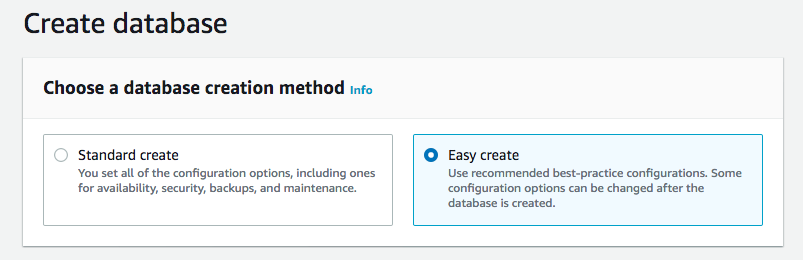 Create database
Choose a database creation method Info
Standard create
You set all of the configuration options, including ones
for availability, security, backups, and maintenance.
Easy create
Use recommended best-practice configurations. Some
configuration options can be changed after the
database is created.